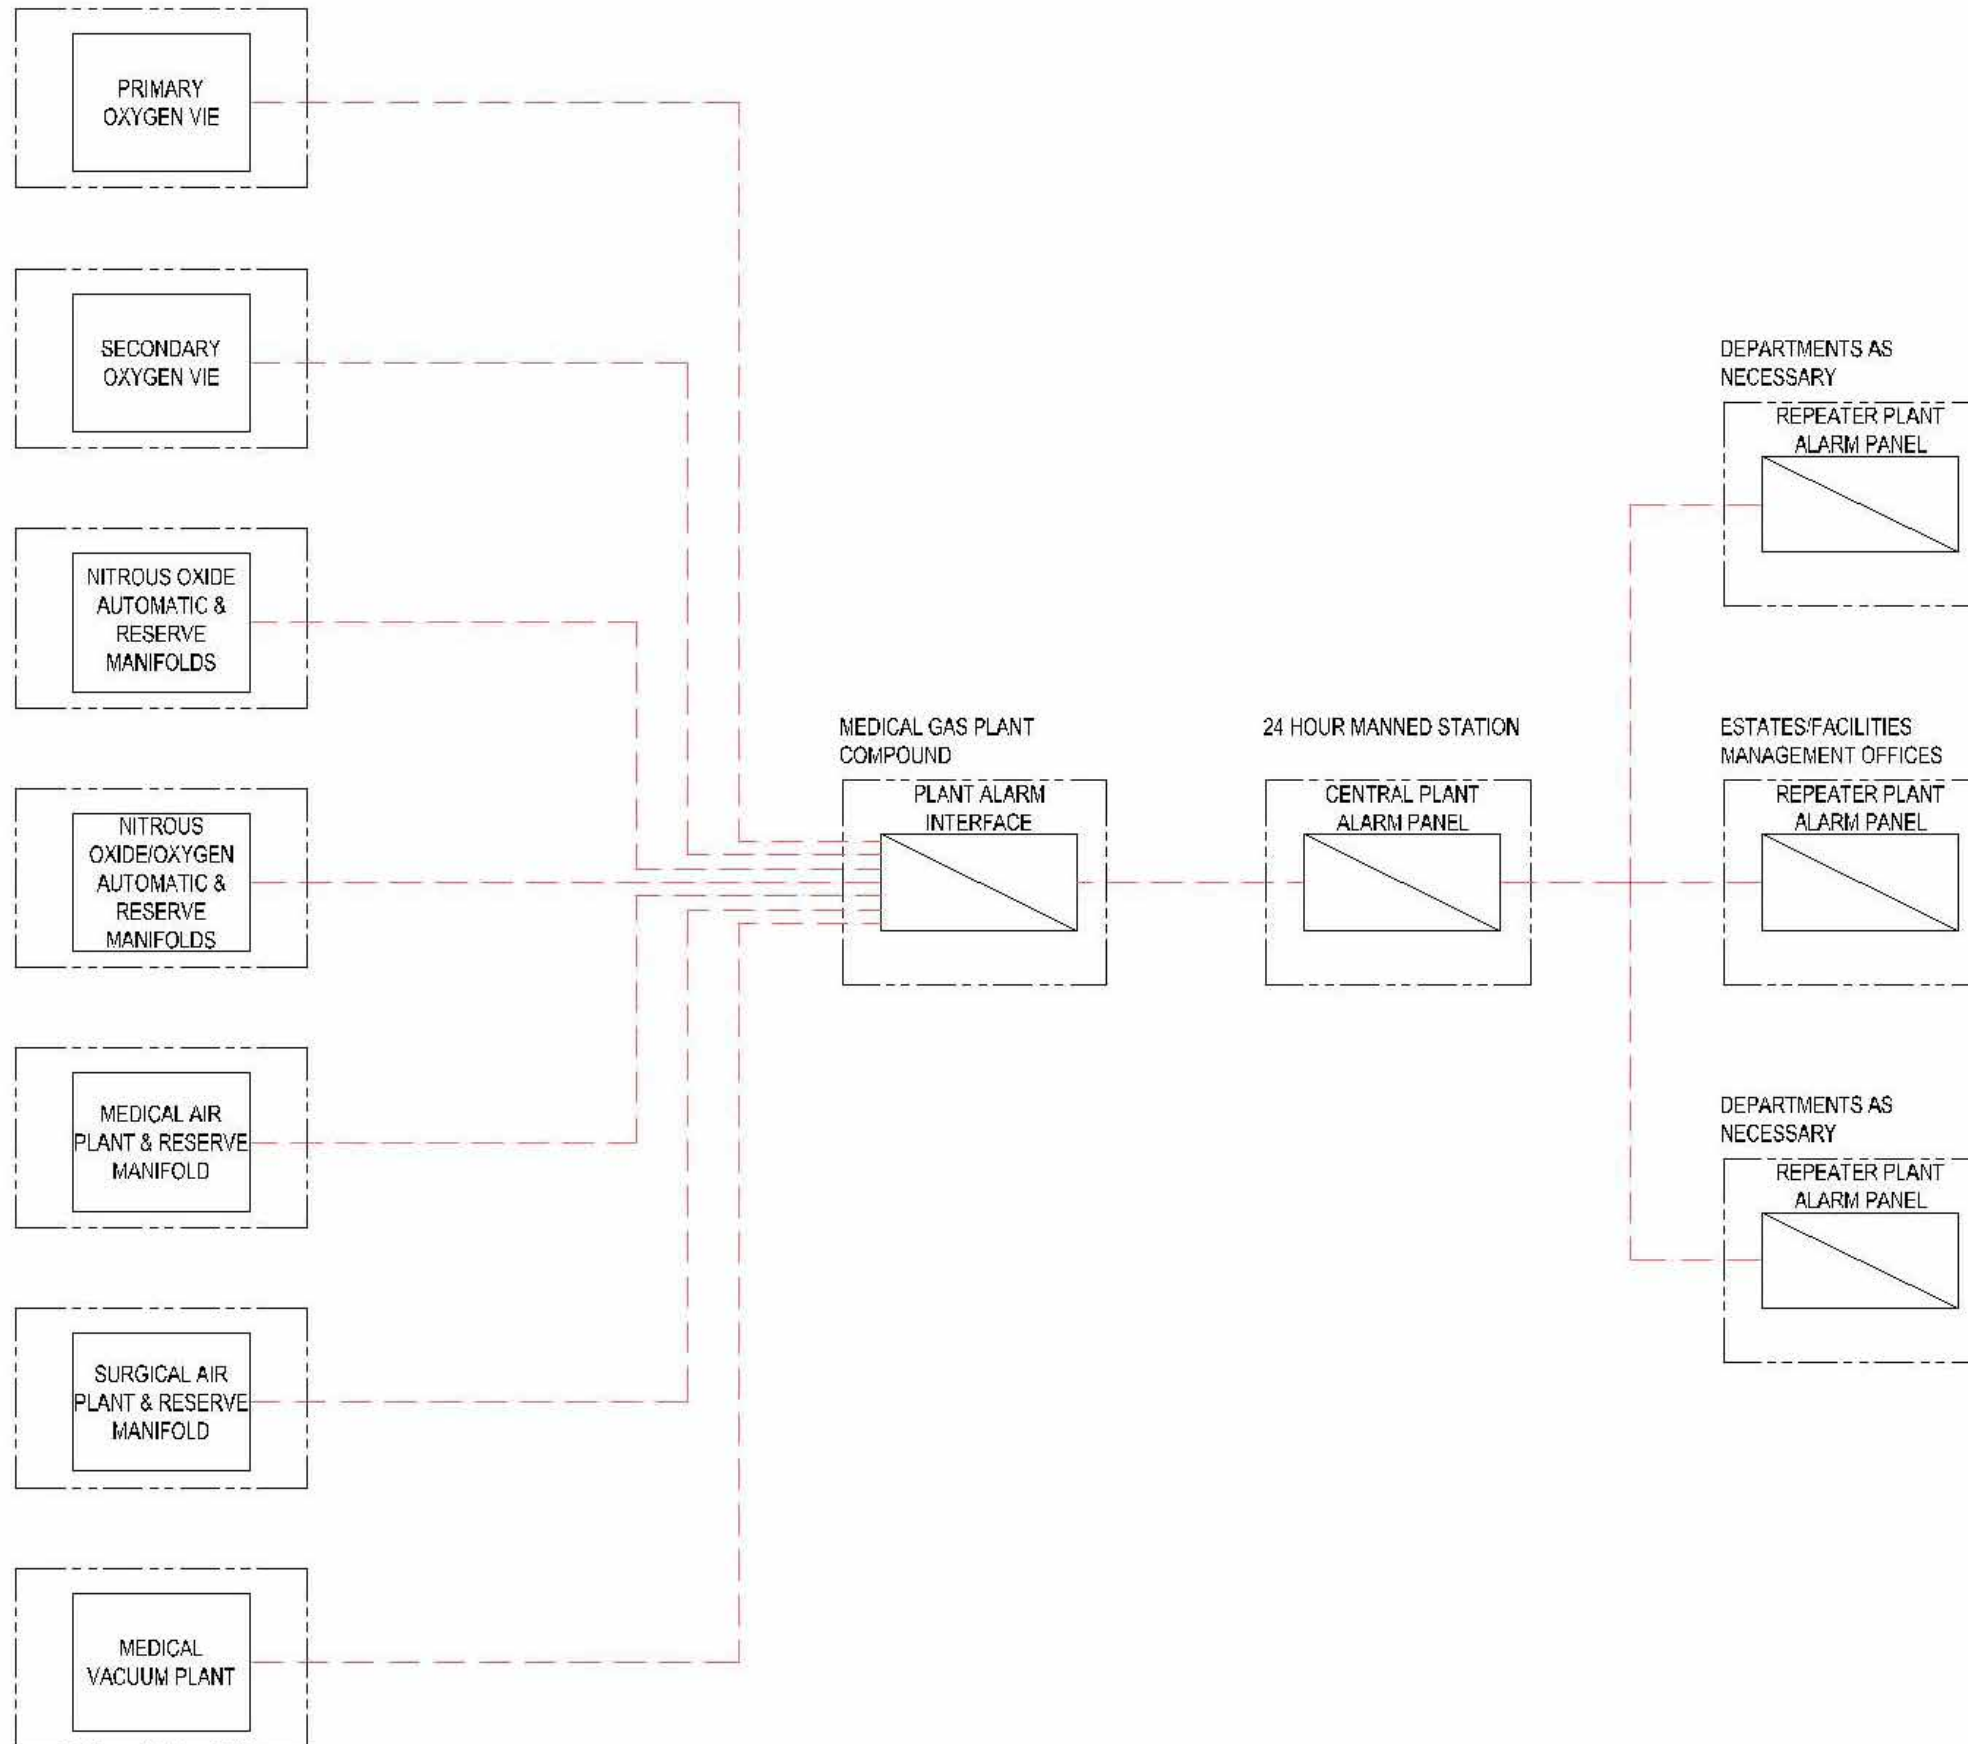 PRIMARY
OXYGEN VIE
SECONDARY
OXYGEN VIE
NITROUS OXIDE
AUTOMATIC &
RESERVE
MANIFOLDS
NITROUS
OXIDE/OXYGEN
AUTOMATIC &
RESERVE
MANIFOLDS
MEDICAL AIR
PLANT & RESERVE
MANIFOLD
SURGICAL AIR
PLANT & RESERVE
MANIFOLD
MEDICAL
VACUUM PLANT
MEDICAL GAS PLANT
COMPOUND
PLANT ALARM
INTERFACE
24 HOUR MANNED STATION
CENTRAL PLANT
ALARM PANEL
DEPARTMENTS AS
NECESSARY
REPEATER PLANT
ALARM PANEL
ESTATES/FACILITIES
MANAGEMENT OFFICES
REPEATER PLANT
ALARM PANEL
DEPARTMENTS AS
NECESSARY
REPEATER PLANT
ALARM PANEL